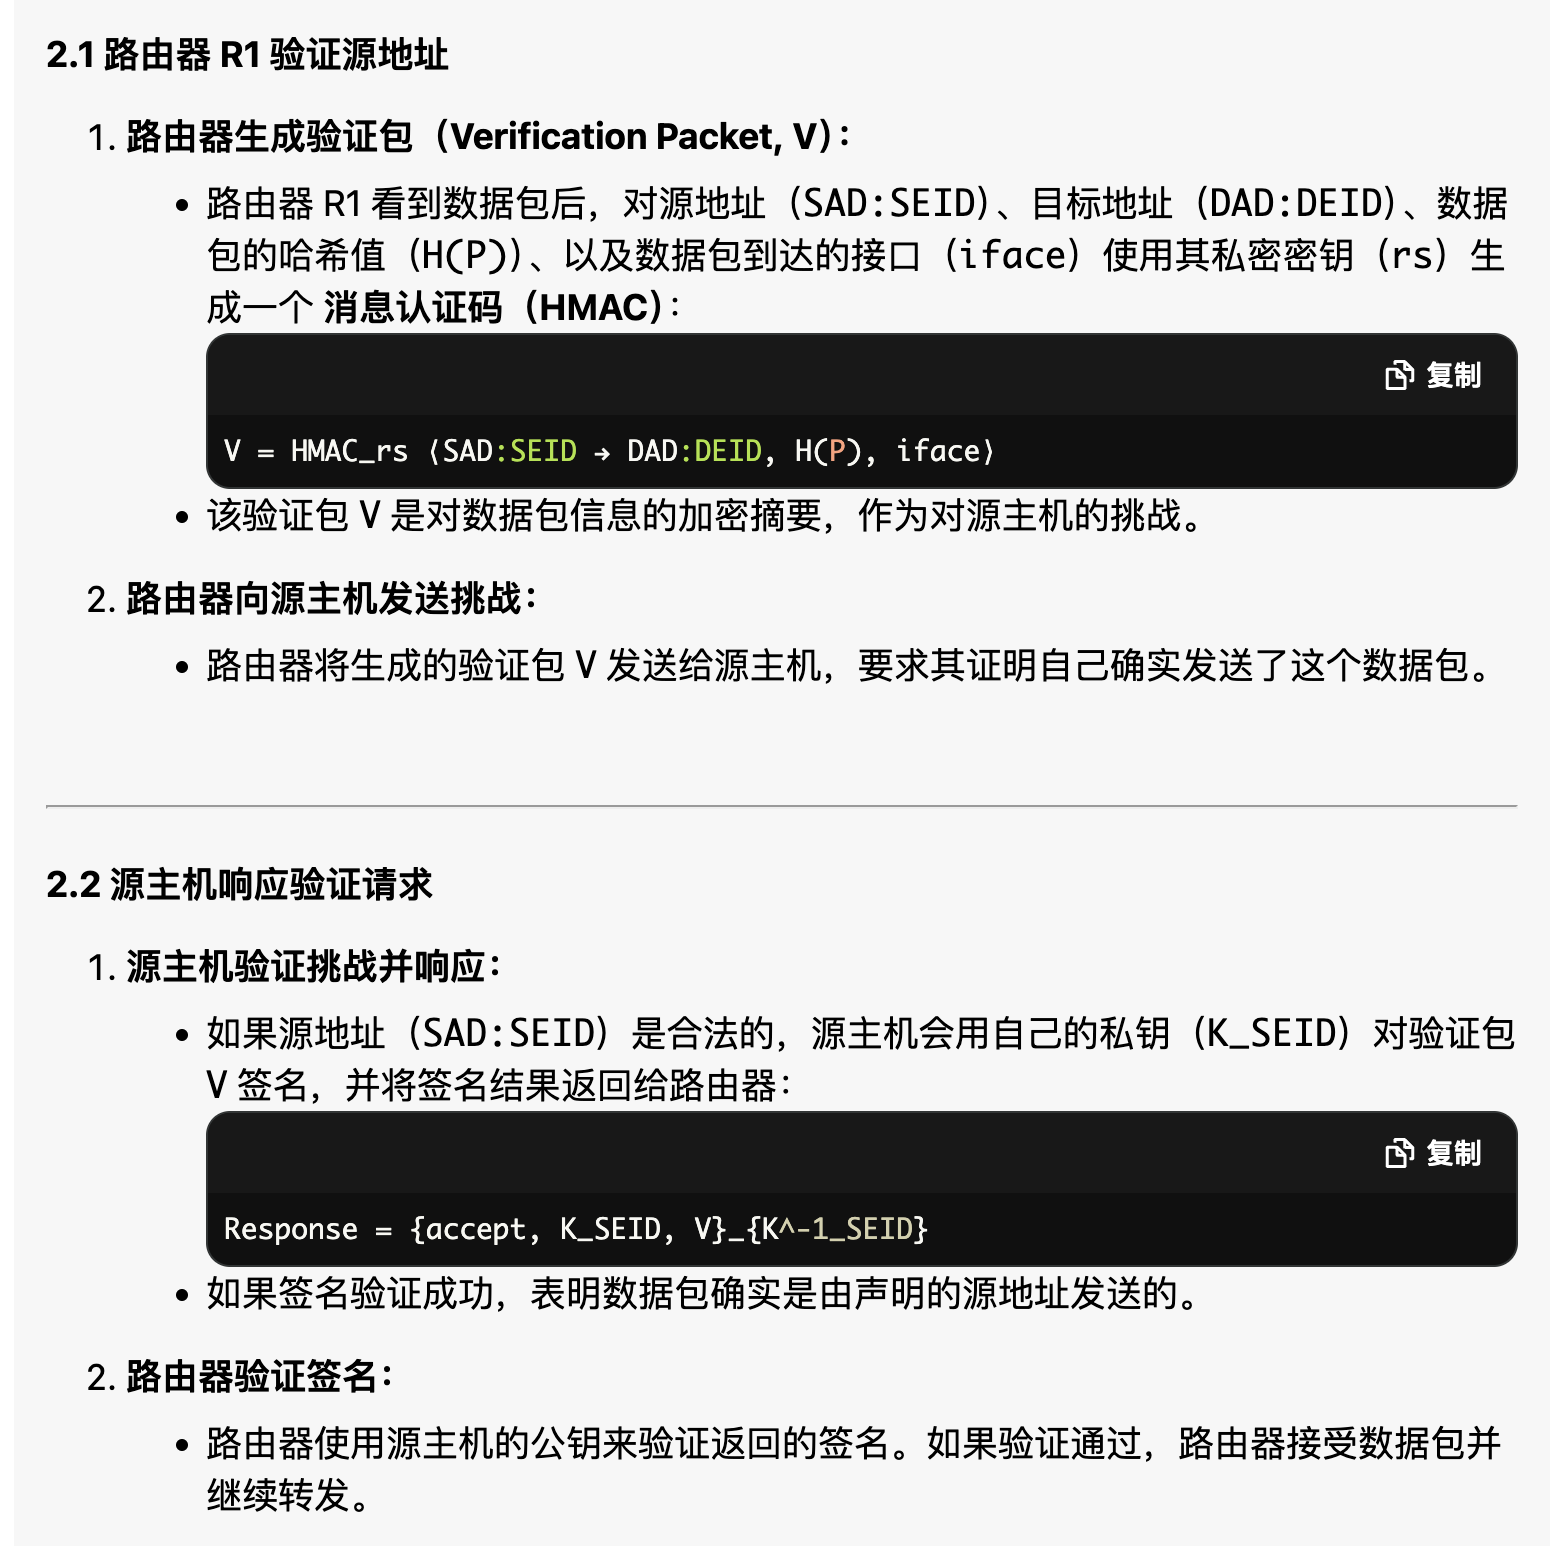 2.1 路由器 R1 验证源地址
1. 路由器生成验证包（Verification Packet, V）：
• 路由器 R1 看到数据包后，对源地址（SAD:SEID）、目标地址（DAD:DEID）、数据
包的哈希值（H(P)）、以及数据包到达的接口（iface）使用其私密密钥（rs）生
成一个 消息认证码（HMAC）：
复制
V = HMAC_rs ⟨SAD:SEID → DAD:DEID, H(P), iface⟩
• 该验证包 V 是对数据包信息的加密摘要，作为对源主机的挑战。
2. 路由器向源主机发送挑战：
• 路由器将生成的验证包 V 发送给源主机，要求其证明自己确实发送了这个数据包。
2.2 源主机响应验证请求
1. 源主机验证挑战并响应：
• 如果源地址（SAD:SEID）是合法的，源主机会用自己的私钥（K_SEID）对验证包
V 签名，并将签名结果返回给路由器：
复制
Response = {accept, K_SEID, V}_{K^-1_SEID}
• 如果签名验证成功，表明数据包确实是由声明的源地址发送的。
2. 路由器验证签名：
• 路由器使用源主机的公钥来验证返回的签名。如果验证通过，路由器接受数据包并
继续转发。